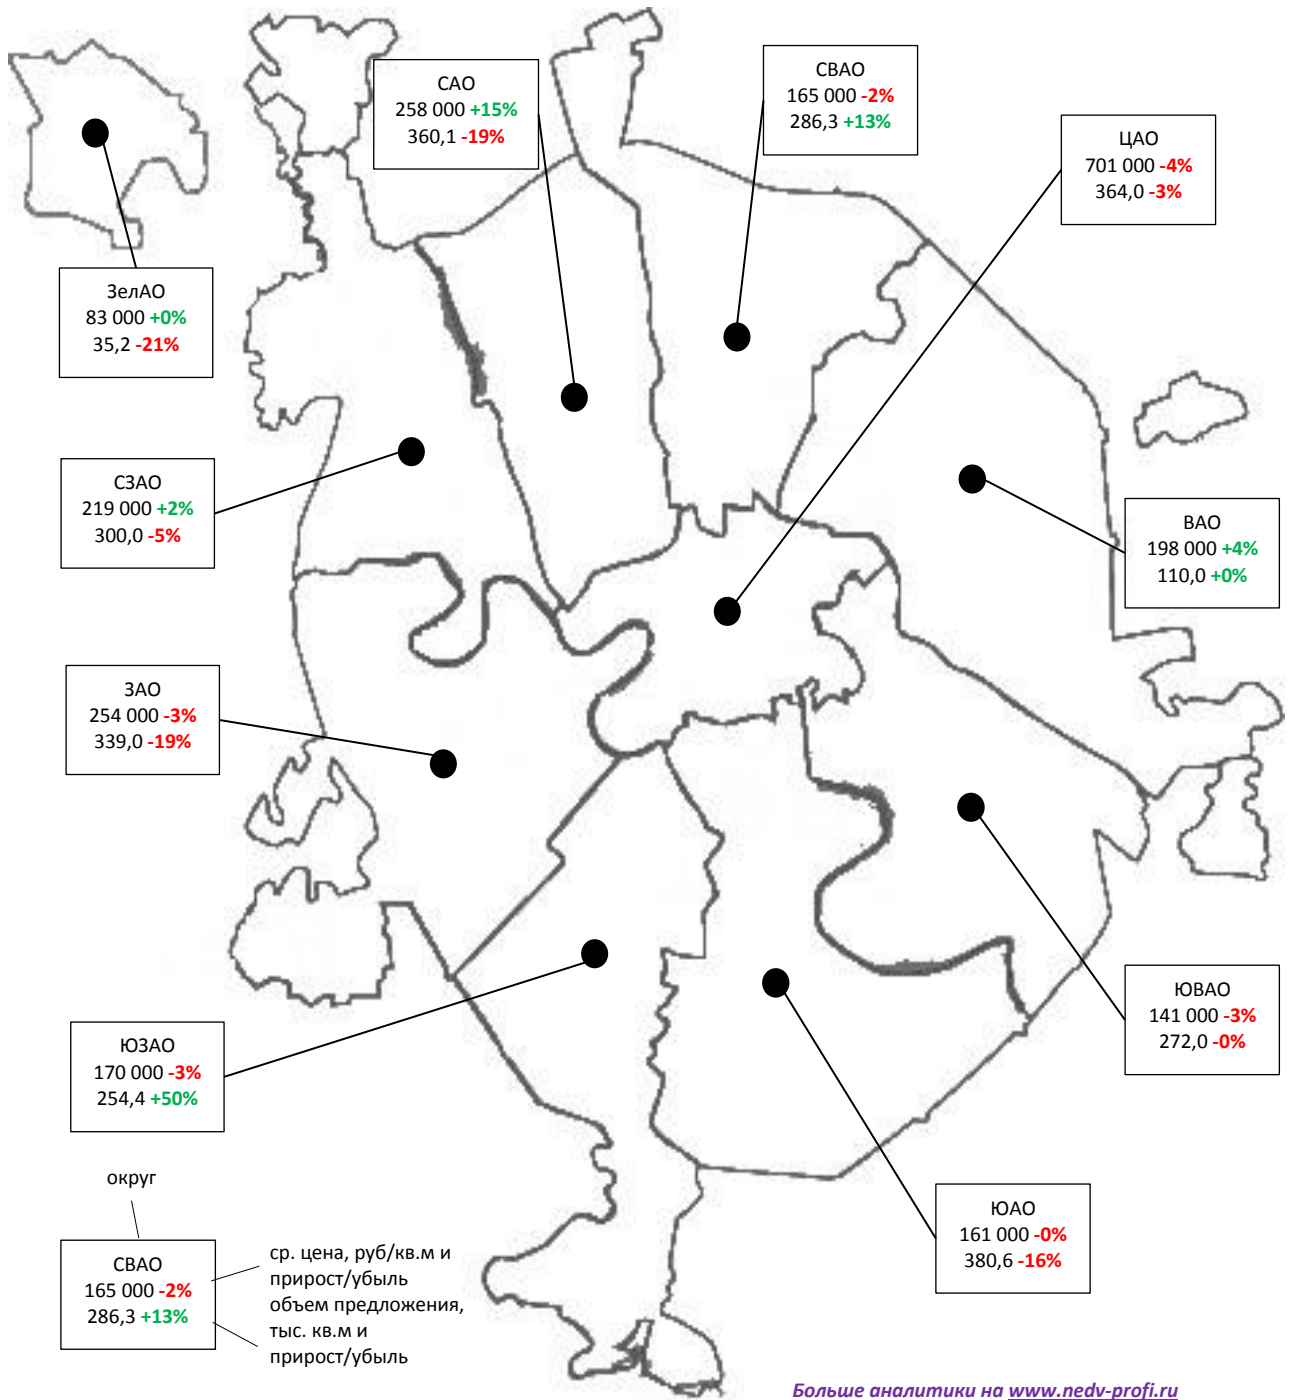 САО
258 000 +15%
360,1 -19%
СВАО
165 000 -2%
286,3 +13%
ЦАО
701 000 -4%
364,0 -3%
ЗелАО
83 000 +0%
35,2 -21%
СЗАО
219 000 +2%
300,0 -5%
ВАО
198 000 +4%
110,0 +0%
ЗАО
254 000 -3%
339,0 -19%
ЮВАО
141 000 -3%
272,0 -0%
ЮЗАО
170 000 -3%
254,4 +50%
ЮАО
161 000 -0%
380,6 -16%
округ
СВАО
165 000 -2%
286,3 +13%
ср. цена, руб/кв.м и
прирост/убыль
объем предложения,
тыс. кв.м и
прирост/убыль
Больше аналитики на www.nedv-profi.ru